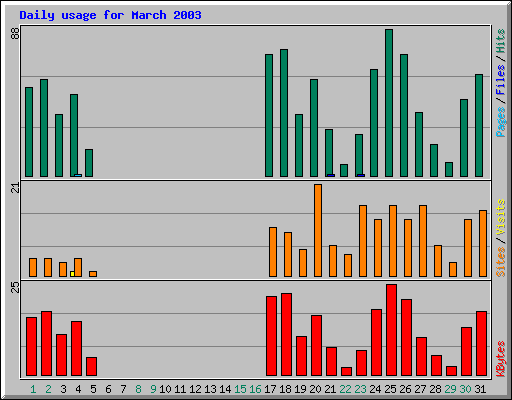 Daily usage for March 2003
88
Pages / Files / Hits
21
Sites / Visits
25
KBytes
1 2 3 4 5 6 7 8 9 10 11 12 13 14 15 16 17 18 19 20 21 22 23 24 25 26 27 28 29 30 31